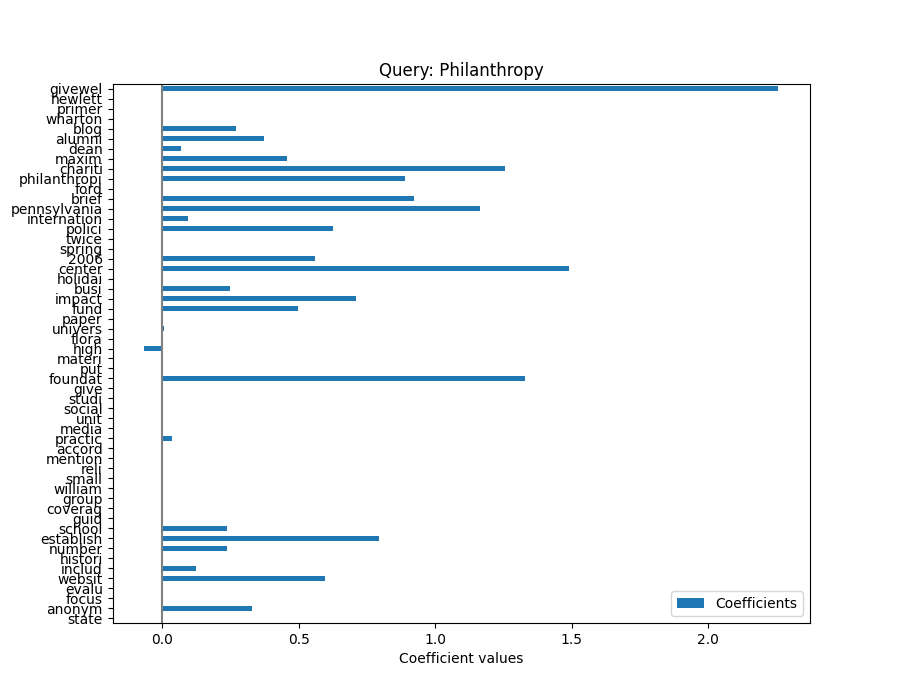 Query: Philanthropy
givewel
hewlett
primer
wharton
blog
alumni
dean
maxim
chariti
philanthropi
ford
brief
pennsylvania
internation
polici
twice
spring
2006
center
holidai
busi
impact
fund
paper
univers
flora
high
materi
put
foundat
give
studi
social
unit
media
practic
accord
mention
reli
small
william
group
coverag
guid
school
establish
number
histori
includ
websit
evalu
focus
anonym
state
Coefficients
0.0 0.5 1.0 1.5 2.0
Coefficient values